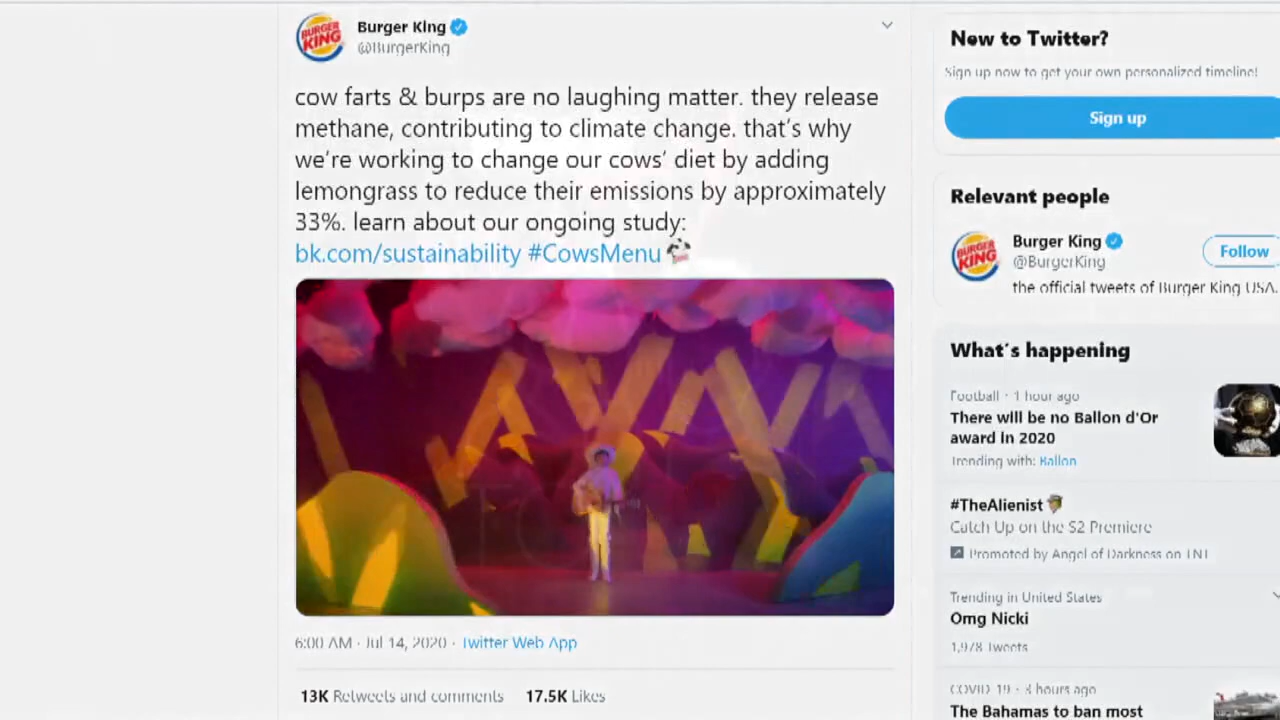 BURGER KING
Burger King
@BurgerKing
cow farts & burps are no laughing matter. they release
methane, contributing to climate change. that's why
we're working to change our cows' diet by adding
lemongrass to reduce their emissions by approximately
33%. learn about our ongoing study:
bk.com/sustainability #CowsMenu
6:00 AM · Jul 14, 2020 · Twitter Web App
13K Retweets and comments 17.5K Likes
New to Twitter?
Sign up now to get your own personalized timeline!
Sign up
Relevant people
BURGER KING
Burger King
@BurgerKing
Follow
the official tweets of Burger King USA.
What's happening
Football · 1 hour ago
There will be no Ballon d'Or
award in 2020
Trending with: Ballon
#TheAlienist
Catch Up on the S2 Premiere
Promoted by Angel of Darkness on TNT
Trending in United States
Omg Nicki
1,978 Tweets
COVID-19 · 3 hours ago
The Bahamas to ban most